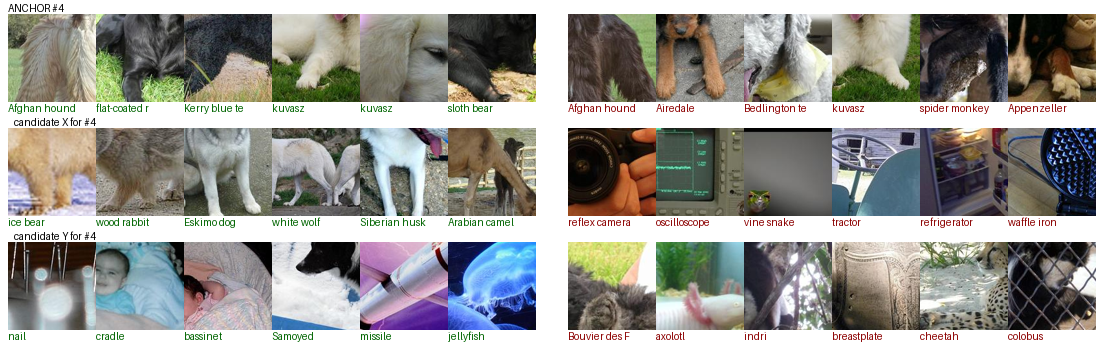 ANCHOR #4
Afghan hound flat-coated r Kerry blue te kuvasz kuvasz sloth bear Afghan hound Airedale Bedlington te kuvasz spider monkey Appenzeller
candidate X for #4
ice bear wood rabbit Eskimo dog white wolf Siberian husk Arabian camel reflex camera oscilloscope vine snake tractor refrigerator waffle iron
candidate Y for #4
nail cradle bassinet Samoyed missile jellyfish Bouvier des F axolotl indri breastplate cheetah colobus